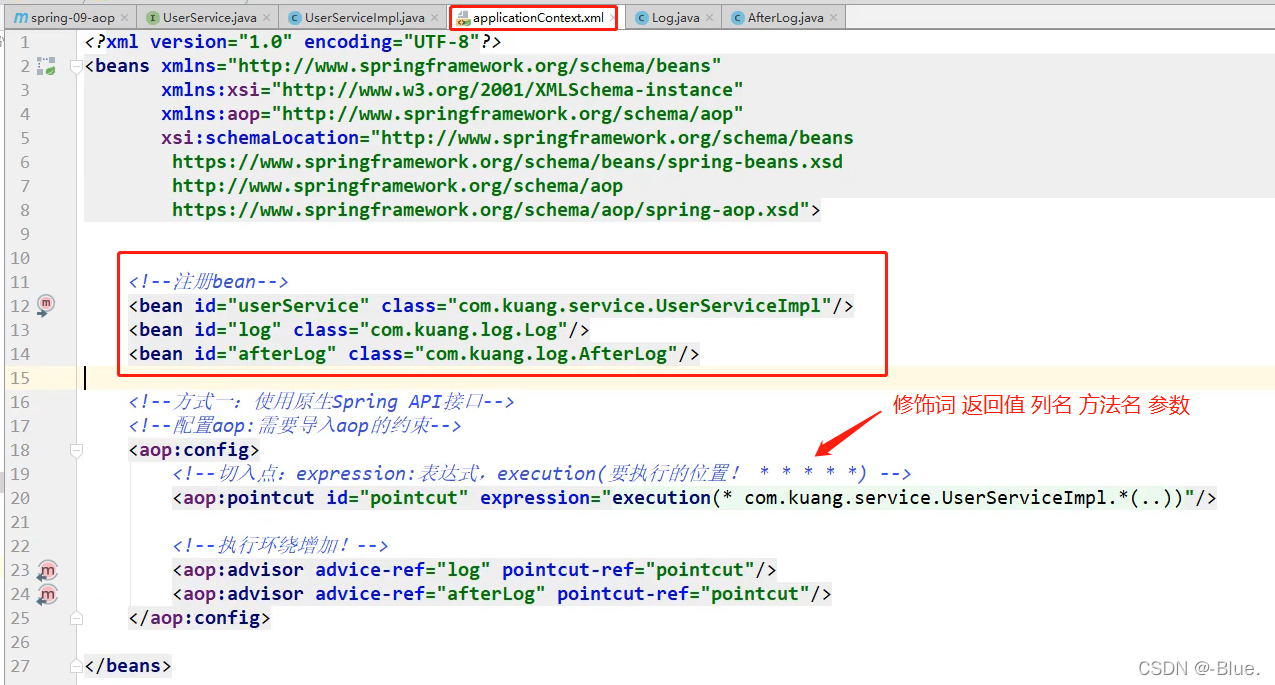 spring-09-aop UserService.java UserServiceImpl.java applicationContext.xml Log.java AfterLog.java
1 <?xml version="1.0" encoding="UTF-8"?>
2 <beans xmlns="http://www.springframework.org/schema/beans"
3 xmlns:xsi="http://www.w3.org/2001/XMLSchema-instance"
4 xmlns:aop="http://www.springframework.org/schema/aop"
5 xsi:schemaLocation="http://www.springframework.org/schema/beans
6 https://www.springframework.org/schema/beans/spring-beans.xsd
7 http://www.springframework.org/schema/aop
8 https://www.springframework.org/schema/aop/spring-aop.xsd">
9
10
11 <!--注册bean-->
12 <bean id="userService" class="com.kuang.service.UserServiceImpl"/>
13 <bean id="log" class="com.kuang.log.Log"/>
14 <bean id="afterLog" class="com.kuang.log.AfterLog"/>
15
16 <!--方式一：使用原生Spring API接口-->
修饰词 返回值 列名 方法名 参数
17 <!--配置aop:需要导入aop的约束-->
18 <aop:config>
19 <!--切入点：expression:表达式，execution(要执行的位置！ * * * * *) -->
20 <aop:pointcut id="pointcut" expression="execution(* com.kuang.service.UserServiceImpl.*(..))"/>
21
22 <!--执行环绕增加！-->
23 <aop:advisor advice-ref="log" pointcut-ref="pointcut"/>
24 <aop:advisor advice-ref="afterLog" pointcut-ref="pointcut"/>
25 </aop:config>
26
27 </beans>
CSDN @-Blue.